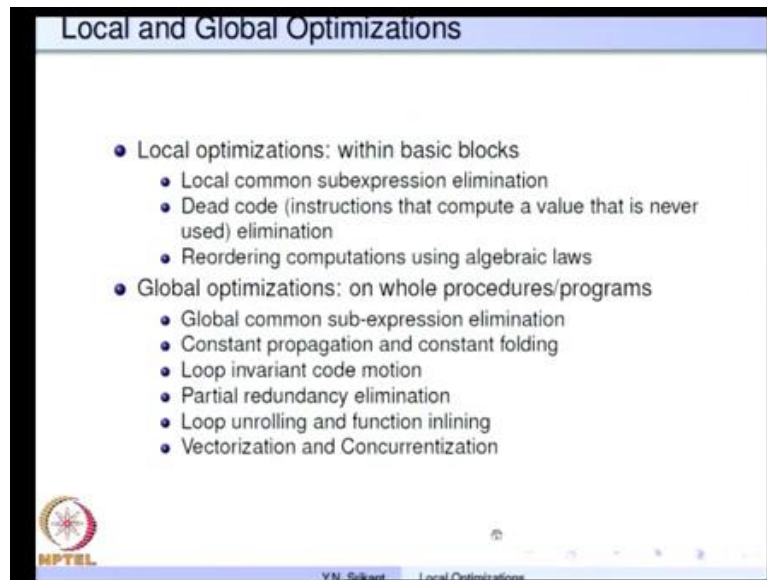 Local and Global Optimizations
Local optimizations: within basic blocks
Local common subexpression elimination
Dead code (instructions that compute a value that is never
used) elimination
Reordering computations using algebraic laws
Global optimizations: on whole procedures/programs
Global common sub-expression elimination
Constant propagation and constant folding
Loop invariant code motion
Partial redundancy elimination
Loop unrolling and function inlining
Vectorization and Concurrentization
NPTEL
Y.N. Srikant Local Optimizations